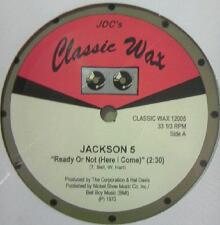 JDC's
Classic Wax
CLASSIC WAX 12005
33 1/3 RPM
Side A
JACKSON 5
"Ready Or Not (Here I Come)" (2:30)
(T. Bell, W. Hart)
Produced by The Corporation & Hal Davis
Published by Nickel Shoe Music Co. Inc./
Bell Boy Music (BMI)
(P) 1973